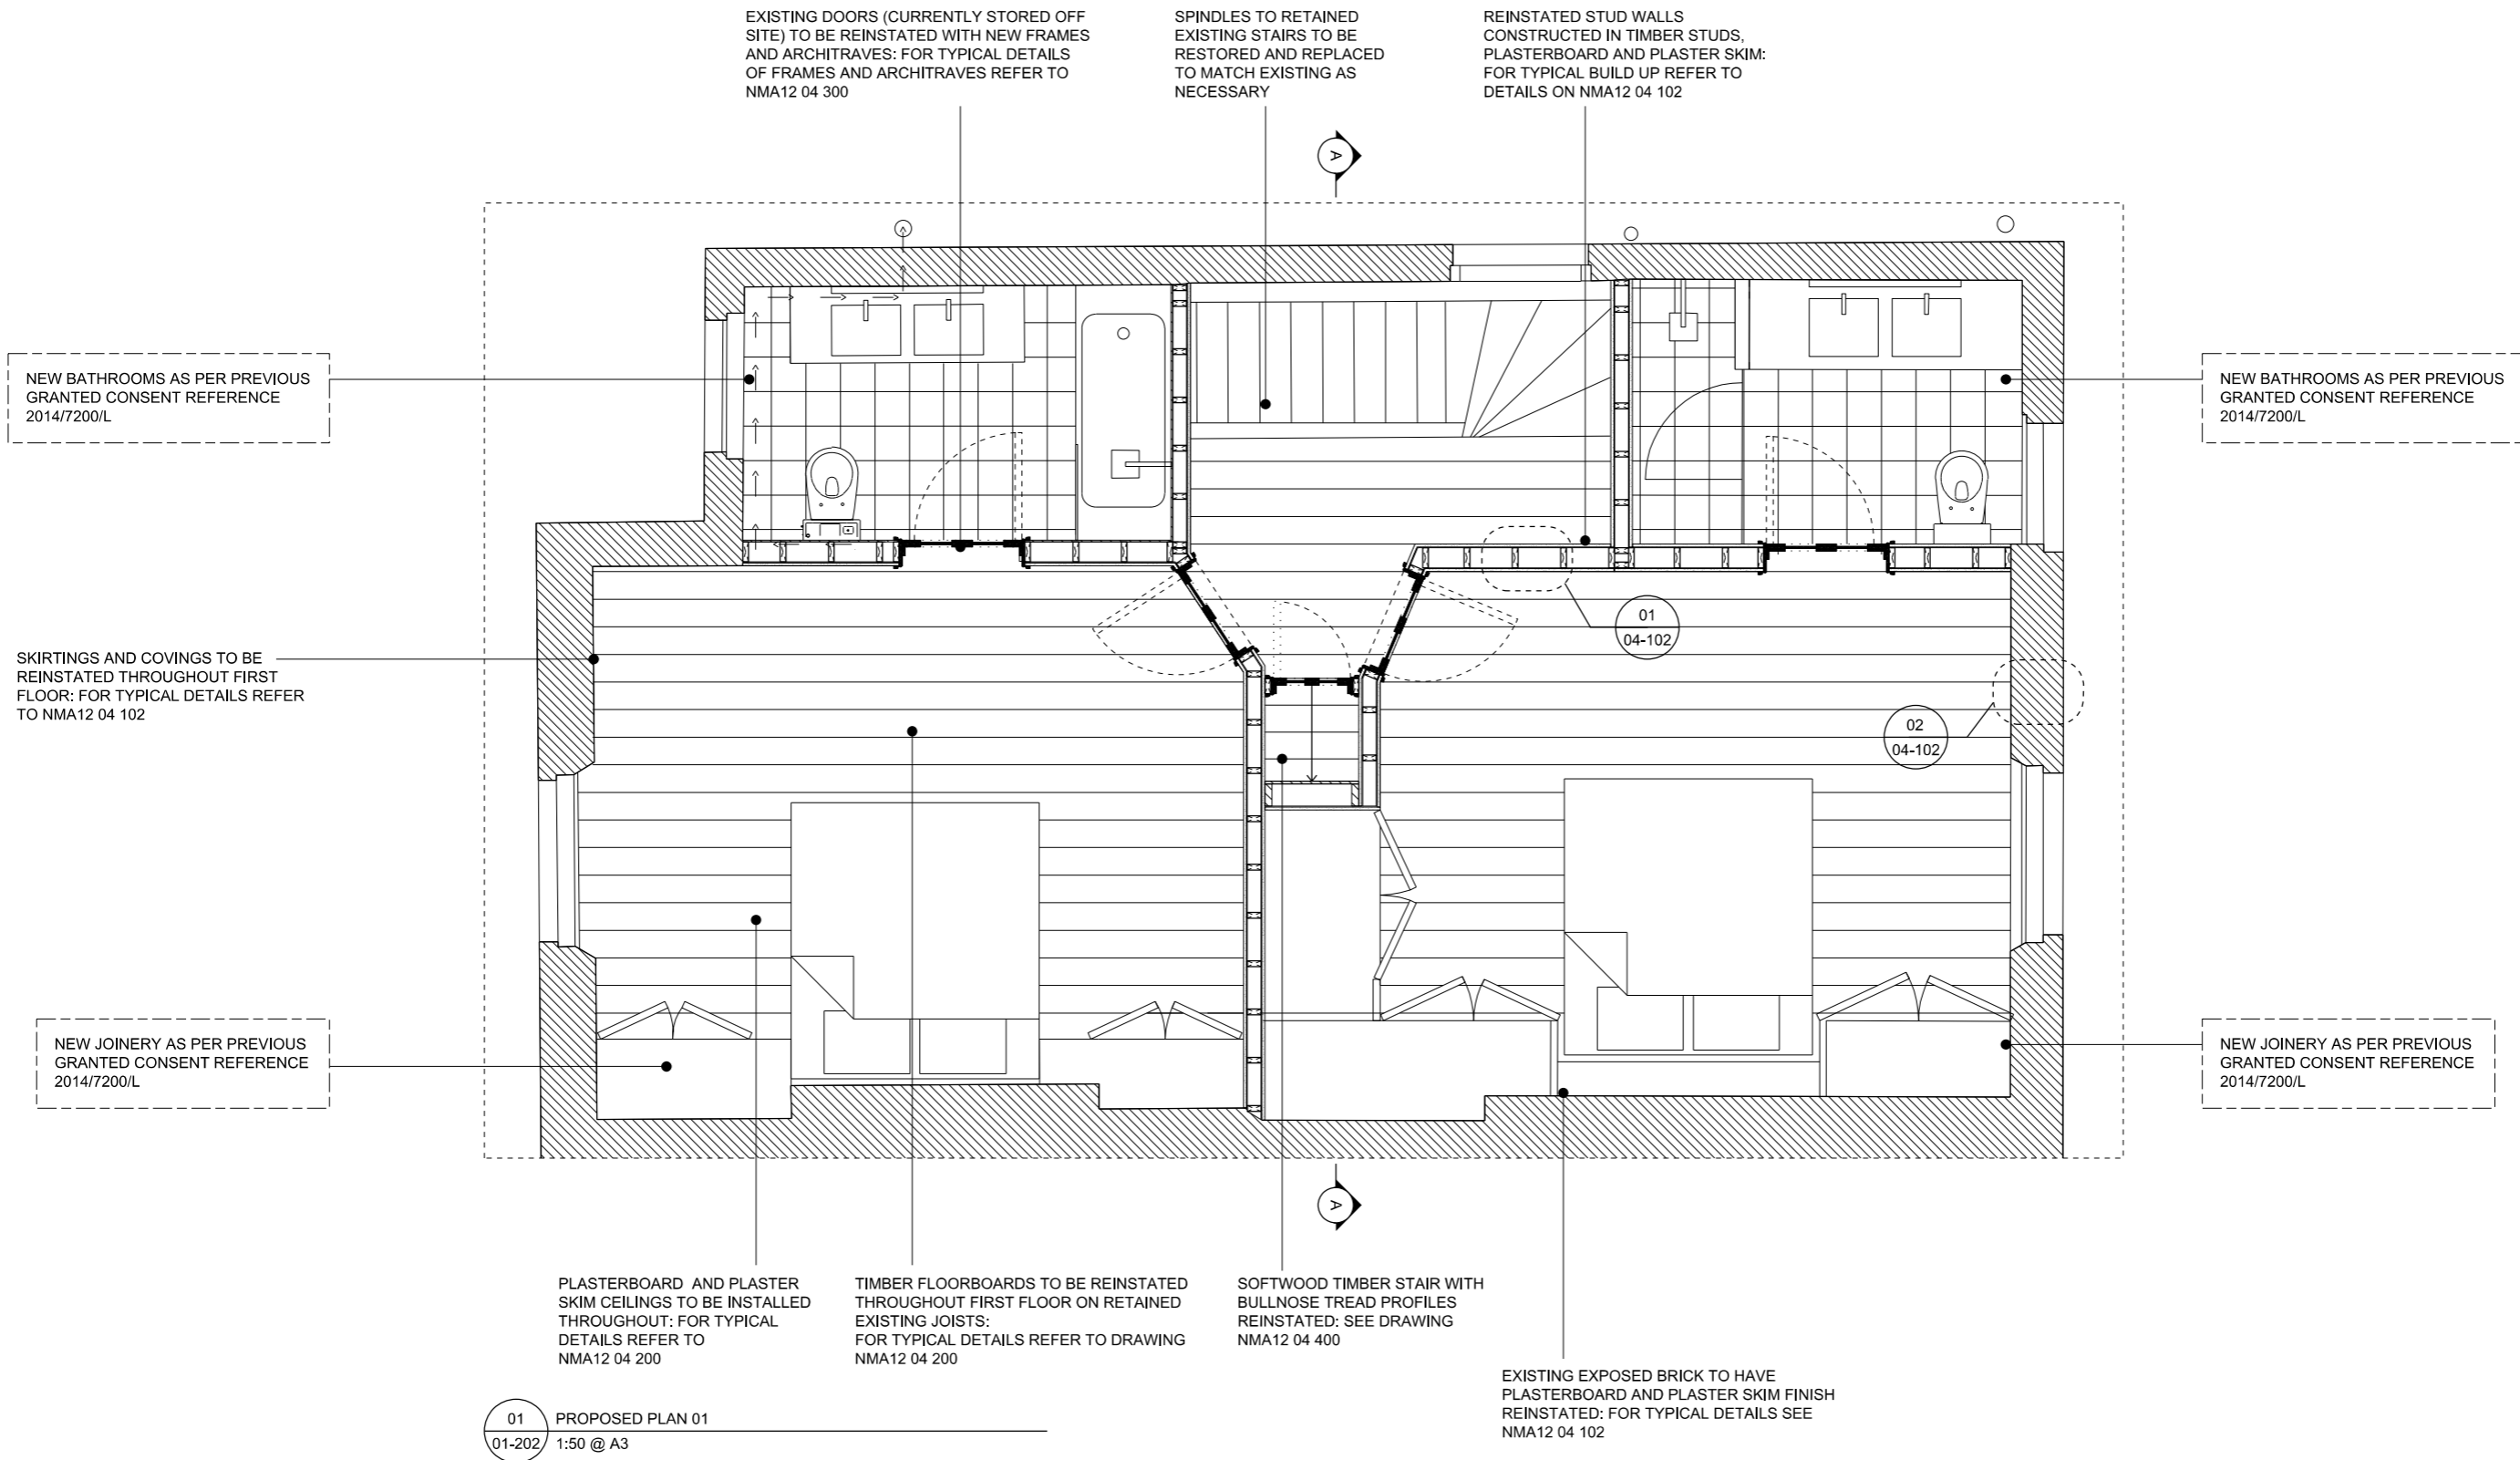 EXISTING DOORS (CURRENTLY STORED OFF
SITE) TO BE REINSTATED WITH NEW FRAMES
AND ARCHITRAVES: FOR TYPICAL DETAILS
OF FRAMES AND ARCHITRAVES REFER TO
NMA12 04 300
SPINDLES TO RETAINED
EXISTING STAIRS TO BE
RESTORED AND REPLACED
TO MATCH EXISTING AS
NECESSARY
REINSTATED STUD WALLS
CONSTRUCTED IN TIMBER STUDS,
PLASTERBOARD AND PLASTER SKIM:
FOR TYPICAL BUILD UP REFER TO
DETAILS ON NMA12 04 102
A
NEW BATHROOMS AS PER PREVIOUS
GRANTED CONSENT REFERENCE
2014/7200/L
NEW BATHROOMS AS PER PREVIOUS
GRANTED CONSENT REFERENCE
2014/7200/L
01
04-102
SKIRTINGS AND COVINGS TO BE
REINSTATED THROUGHOUT FIRST
FLOOR: FOR TYPICAL DETAILS REFER
TO NMA12 04 102
02
04-102
NEW JOINERY AS PER PREVIOUS
GRANTED CONSENT REFERENCE
2014/7200/L
NEW JOINERY AS PER PREVIOUS
GRANTED CONSENT REFERENCE
2014/7200/L
A
PLASTERBOARD  AND PLASTER
SKIM CEILINGS TO BE INSTALLED
THROUGHOUT: FOR TYPICAL
DETAILS REFER TO
NMA12 04 200
TIMBER FLOORBOARDS TO BE REINSTATED
THROUGHOUT FIRST FLOOR ON RETAINED
EXISTING JOISTS:
FOR TYPICAL DETAILS REFER TO DRAWING
NMA12 04 200
SOFTWOOD TIMBER STAIR WITH
BULLNOSE TREAD PROFILES
REINSTATED: SEE DRAWING
NMA12 04 400
EXISTING EXPOSED BRICK TO HAVE
PLASTERBOARD AND PLASTER SKIM FINISH
REINSTATED: FOR TYPICAL DETAILS SEE
NMA12 04 102
01 PROPOSED PLAN 01
01-202 1:50 @ A3